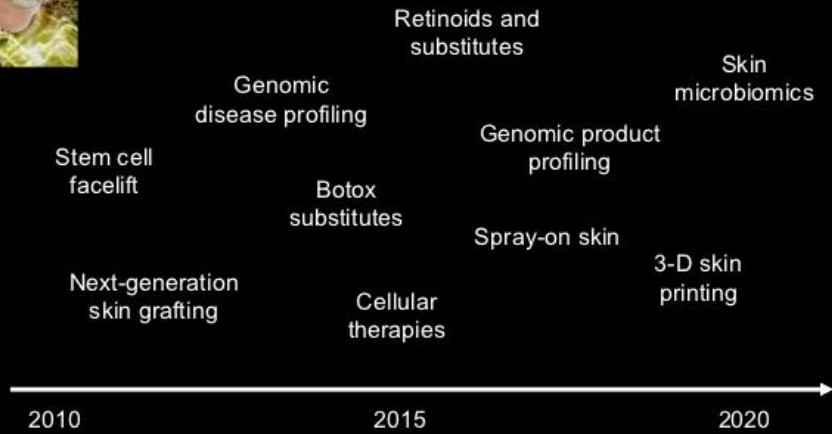 Retinoids and
substitutes
Skin
microbiomics
Genomic
disease profiling
Genomic product
profiling
Stem cell
facelift
Botox
substitutes
Spray-on skin
3-D skin
printing
Next-generation
skin grafting
Cellular
therapies
2010
2015
2020